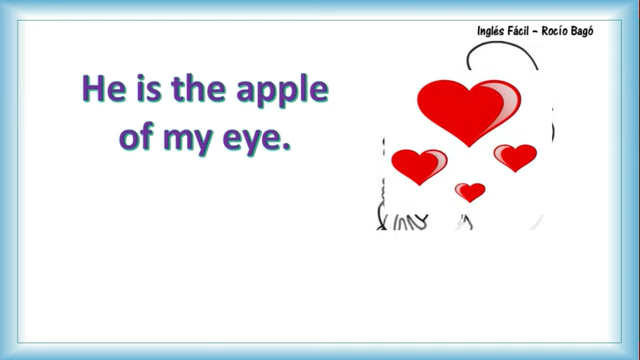 Inglés Fácil – Rocío Bagó
He is the apple
of my eye.